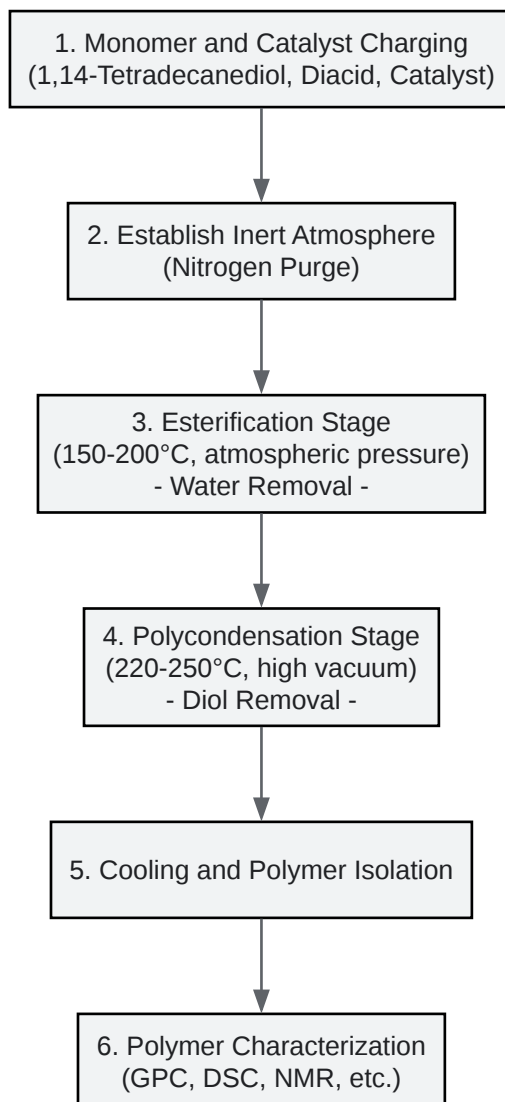 1. Monomer and Catalyst Charging
(1,14-Tetradecanediol, Diacid, Catalyst)
2. Establish Inert Atmosphere
(Nitrogen Purge)
3. Esterification Stage
(150-200°C, atmospheric pressure)
- Water Removal -
4. Polycondensation Stage
(220-250°C, high vacuum)
- Diol Removal -
5. Cooling and Polymer Isolation
6. Polymer Characterization
(GPC, DSC, NMR, etc.)